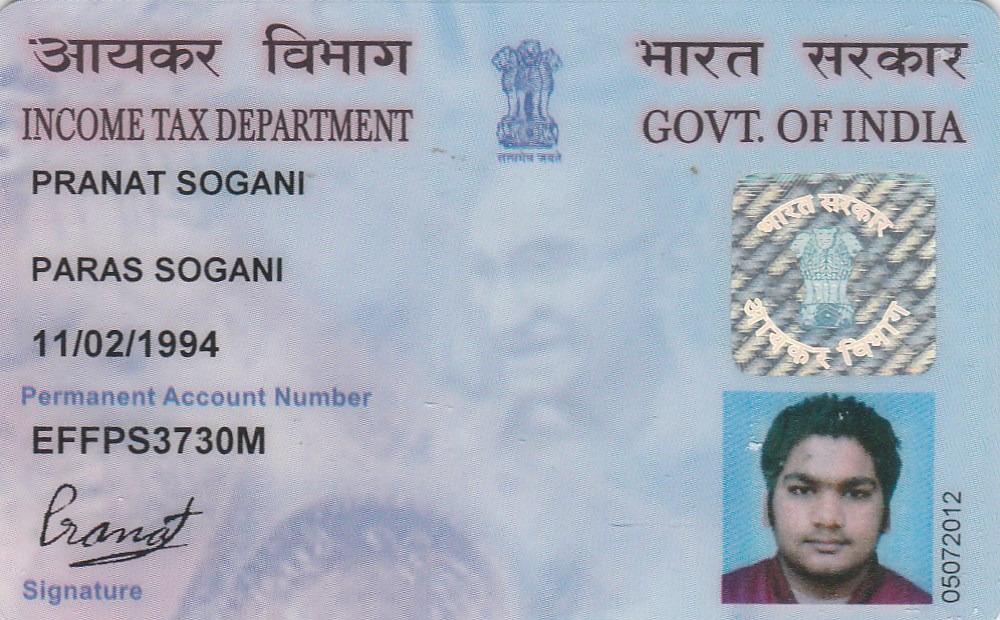 आयकर विभाग
INCOME TAX DEPARTMENT
सत्यमेव जयते
भारत सरकार
GOVT. OF INDIA
PRANAT SOGANI
PARAS SOGANI
11/02/1994
Permanent Account Number
EFFPS3730M
Pranat
Signature
भारत सरकार
आयकर विभाग
05072012